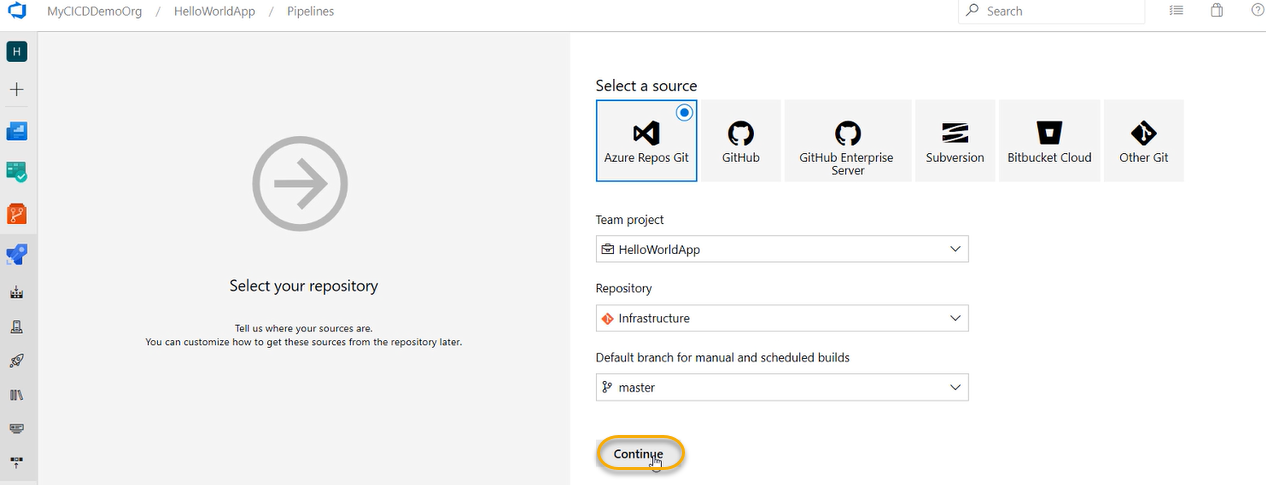 MyCICDDemoOrg / HelloWorldApp / Pipelines
Search
H
Select a source
Azure Repos Git
GitHub
GitHub Enterprise
Server
Subversion
Bitbucket Cloud
Other Git
Team project
HelloWorldApp
Select your repository
Repository
Infrastructure
Tell us where your sources are.
You can customize how to get these sources from the repository later.
Default branch for manual and scheduled builds
master
Continue